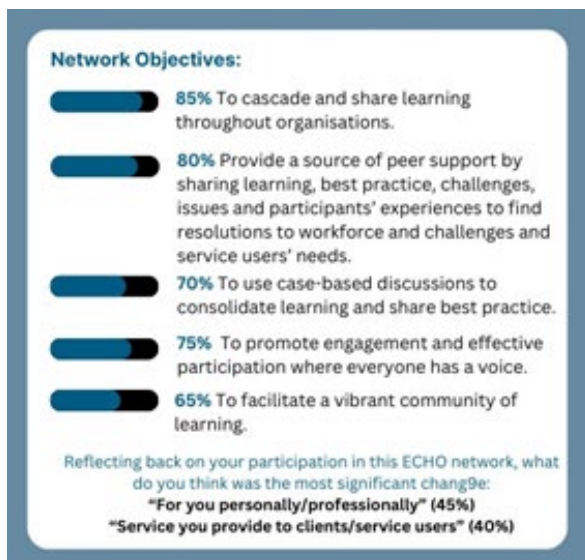 Network Objectives:
85% To cascade and share learning
throughout organisations.
80% Provide a source of peer support by
sharing learning, best practice, challenges,
issues and participants' experiences to find
resolutions to workforce and challenges and
service users' needs.
70% To use case-based discussions to
consolidate learning and share best practice.
75% To promote engagement and effective
participation where everyone has a voice.
65% To facilitate a vibrant community of
learning.
Reflecting back on your participation in this ECHO network, what
do you think was the most significant chang9e:
“For you personally/professionally” (45%)
“Service you provide to clients/service users” (40%)